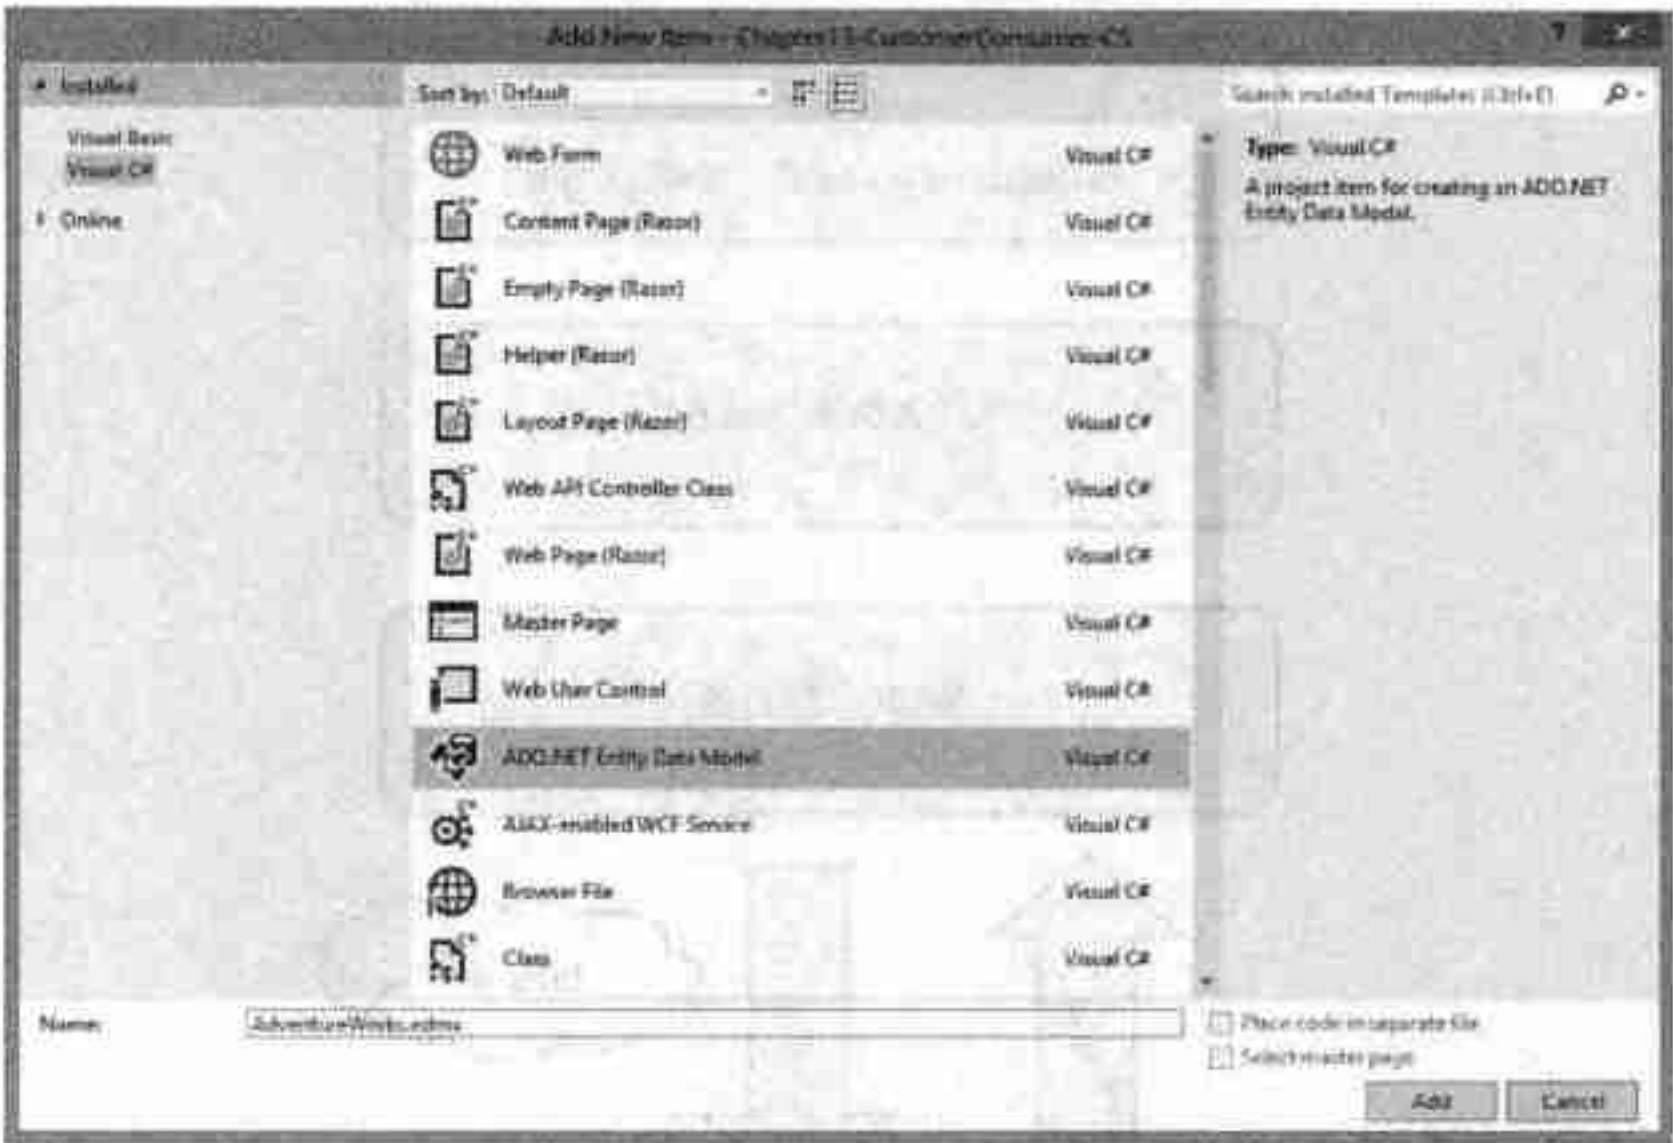 Add New Item - Chapter13-CustomerConsumer-CS
?
Installed
Visual Basic
Visual C#
Online
Sort by: Default
Search Installed Templates (Ctrl+E)
Web Form Visual C#
Content Page (Razor) Visual C#
Empty Page (Razor) Visual C#
Helper (Razor) Visual C#
Layout Page (Razor) Visual C#
Web API Controller Class Visual C#
Web Page (Razor) Visual C#
Master Page Visual C#
Web User Control Visual C#
ADO.NET Entity Data Model Visual C#
AJAX-enabled WCF Service Visual C#
Browser File Visual C#
Class Visual C#
Type: Visual C#
A project item for creating an ADO.NET
Entity Data Model.
Name: AdventureWorks.edmx
Place code in separate file
Select master page
Add
Cancel